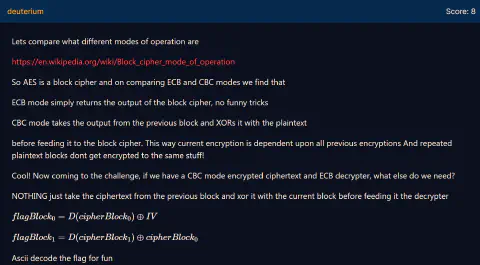 deuterium
Score: 8
Lets compare what different modes of operation are
https://en.wikipedia.org/wiki/Block_cipher_mode_of_operation
So AES is a block cipher and on comparing ECB and CBC modes we find that
ECB mode simply returns the output of the block cipher, no funny tricks
CBC mode takes the output from the previous block and XORs it with the plaintext
before feeding it to the block cipher. This way current encryption is dependent upon all previous encryptions And repeated
plaintext blocks dont get encrypted to the same stuff!
Cool! Now coming to the challenge, if we have a CBC mode encrypted ciphertext and ECB decrypter, what else do we need?
NOTHING just take the ciphertext from the previous block and xor it with the current block before feeding it the decrypter
flagBlock₀ = D(cipherBlock₀) ⊕ IV
flagBlock₁ = D(cipherBlock₁) ⊕ cipherBlock₀
Ascii decode the flag for fun